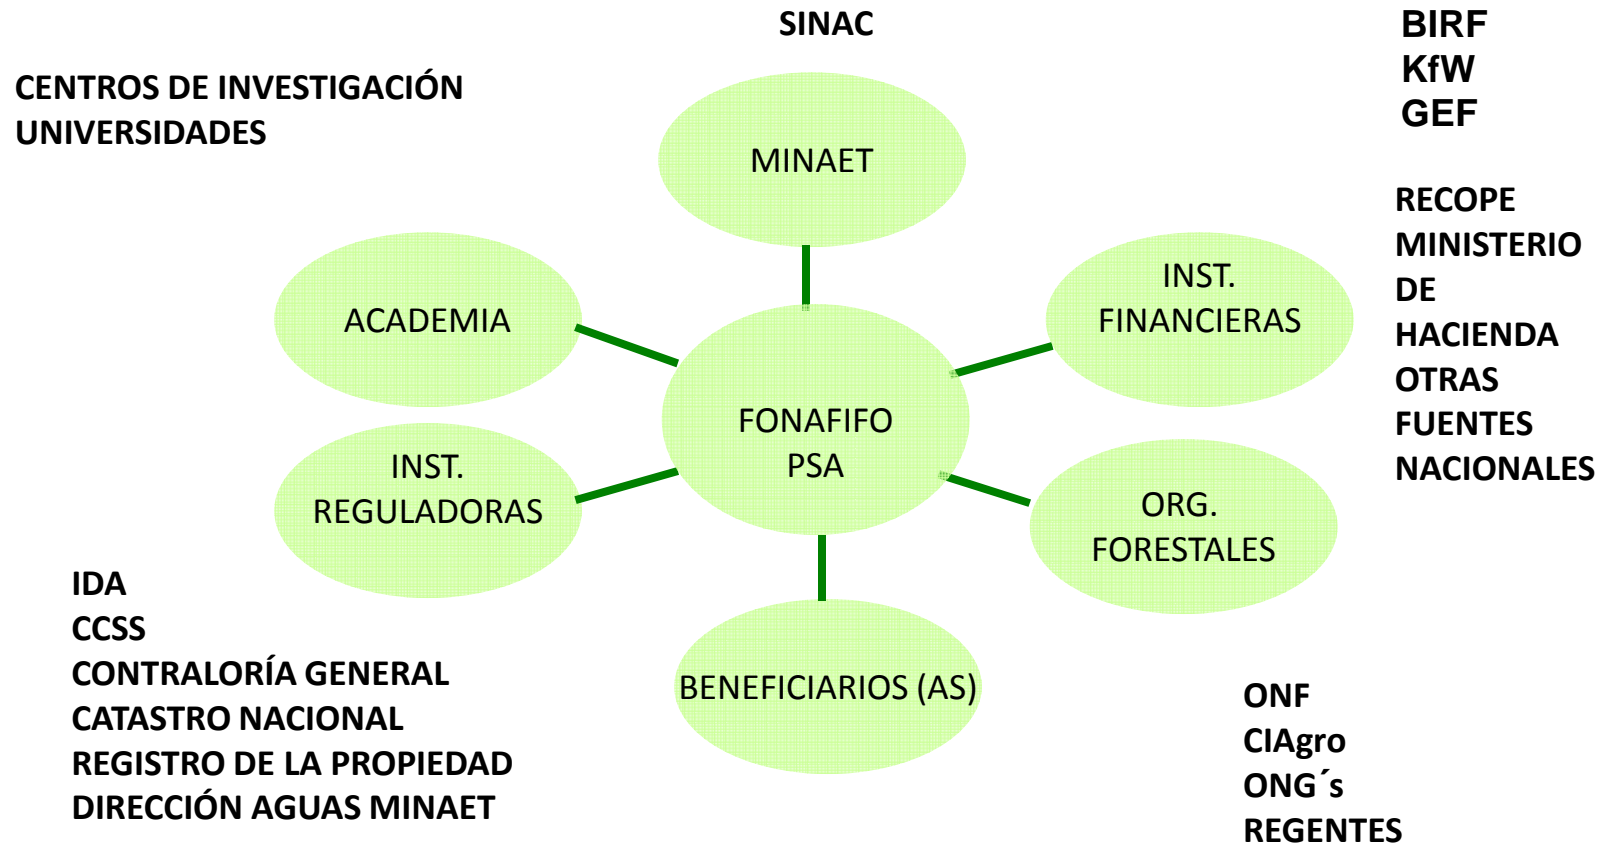 SINAC
BIRF
KfW
GEF
CENTROS DE INVESTIGACIÓN
UNIVERSIDADES
MINAET
RECOPE
MINISTERIO
DE
HACIENDA
OTRAS
FUENTES
NACIONALES
ACADEMIA
INST.
FINANCIERAS
FONAFIFO
PSA
INST.
REGULADORAS
ORG.
FORESTALES
BENEFICIARIOS (AS)
IDA
CCSS
CONTRALORÍA GENERAL
CATASTRO NACIONAL
REGISTRO DE LA PROPIEDAD
DIRECCIÓN AGUAS MINAET
ONF
CIAgro
ONG´s
REGENTES